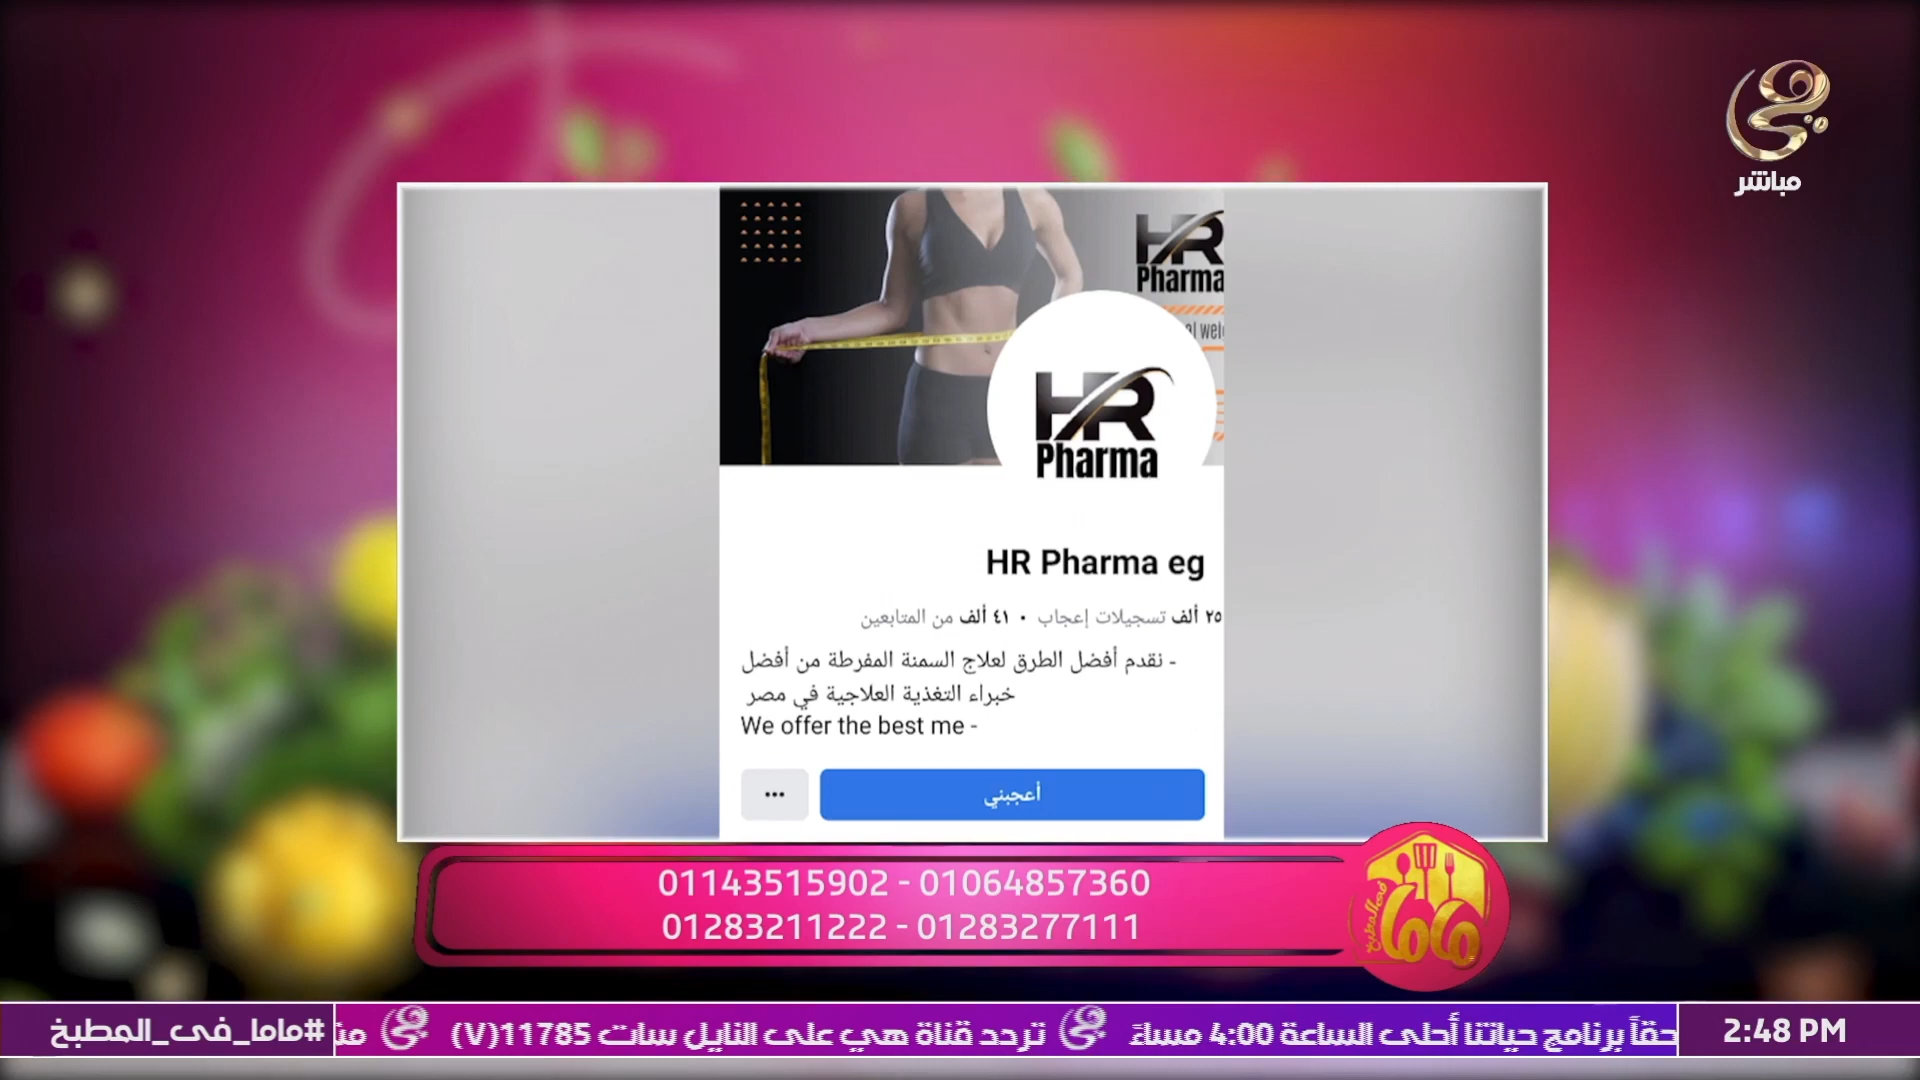 مباشر
HR
Pharma
HR
Pharma
HR Pharma eg
٢٥ ألف تسجيلات إعجاب • ٤١ ألف من المتابعين
- نقدم أفضل الطرق لعلاج السمنة المفرطة من أفضل
خبراء التغذية العلاجية في مصر
We offer the best me -
أعجبني
01143515902 - 01064857360
01283211222 - 01283277111
ماما
فى المطبخ
#ماما_فى_المطبخ
حقاً برنامج حياتنا أحلى الساعة 4:00 مساءً تردد قناة هي على النايل سات 11785(V)
2:48 PM